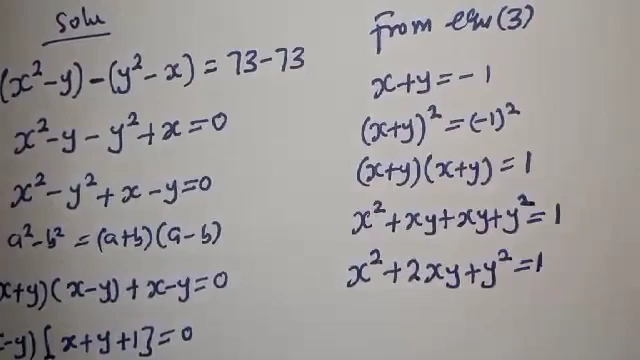 Solu
(x²-y)-(y²-x) = 73-73
x²-y-y²+x=0
x²-y²+x-y=0
a²-b² = (a+b)(a-b)
x+y)(x-y)+x-y=0
-y)[x+y+1]=0
from eqn(3)
x+y=-1
(x+y)²=(-1)²
(x+y)(x+y)=1
x²+xy+xy+y²=1
x²+2xy+y²=1